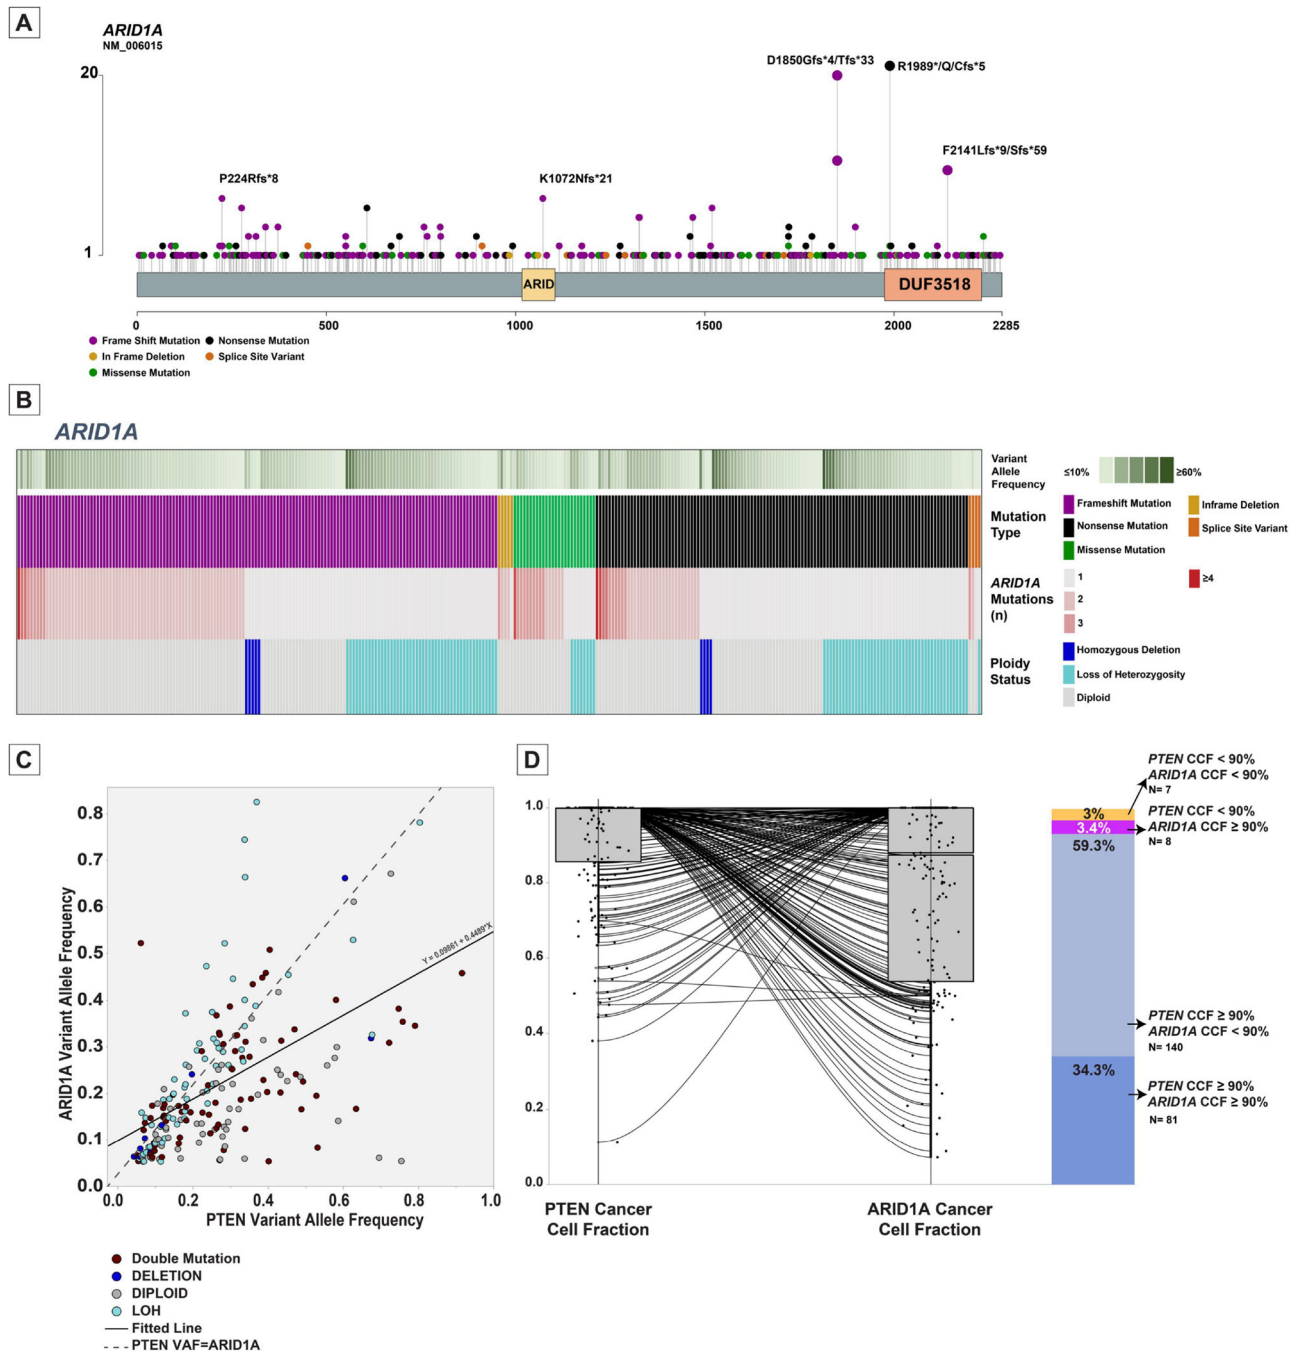 A
ARID1A
NM_006015
20
1
D1850Gfs*4/Tfs*33
R1989*/Q/Cfs*5
F2141Lfs*9/Sfs*59
P224Rfs*8
K1072Nfs*21
ARID
DUF3518
0
500
1000
1500
2000
2285
Frame Shift Mutation
Nonsense Mutation
In Frame Deletion
Splice Site Variant
Missense Mutation
B
ARID1A
Variant
Allele
Frequency
≤10%
≥60%
Mutation
Type
Frameshift Mutation
Inframe Deletion
Nonsense Mutation
Splice Site Variant
Missense Mutation
ARID1A
Mutations
(n)
1
≥4
2
3
Ploidy
Status
Homozygous Deletion
Loss of Heterozygosity
Diploid
C
ARID1A Variant Allele Frequency
0.8
0.7
0.6
0.5
0.4
0.3
0.2
0.1
0.0
Y = 0.09861 + 0.4489*X
0.0
0.2
0.4
0.6
0.8
1.0
PTEN Variant Allele Frequency
Double Mutation
DELETION
DIPLOID
LOH
Fitted Line
PTEN VAF=ARID1A
D
1.0
0.8
0.6
0.4
0.2
0.0
PTEN Cancer
Cell Fraction
ARID1A Cancer
Cell Fraction
3%
3.4%
59.3%
34.3%
PTEN CCF < 90%
ARID1A CCF < 90%
N= 7
PTEN CCF < 90%
ARID1A CCF ≥ 90%
N= 8
PTEN CCF ≥ 90%
ARID1A CCF < 90%
N= 140
PTEN CCF ≥ 90%
ARID1A CCF ≥ 90%
N= 81